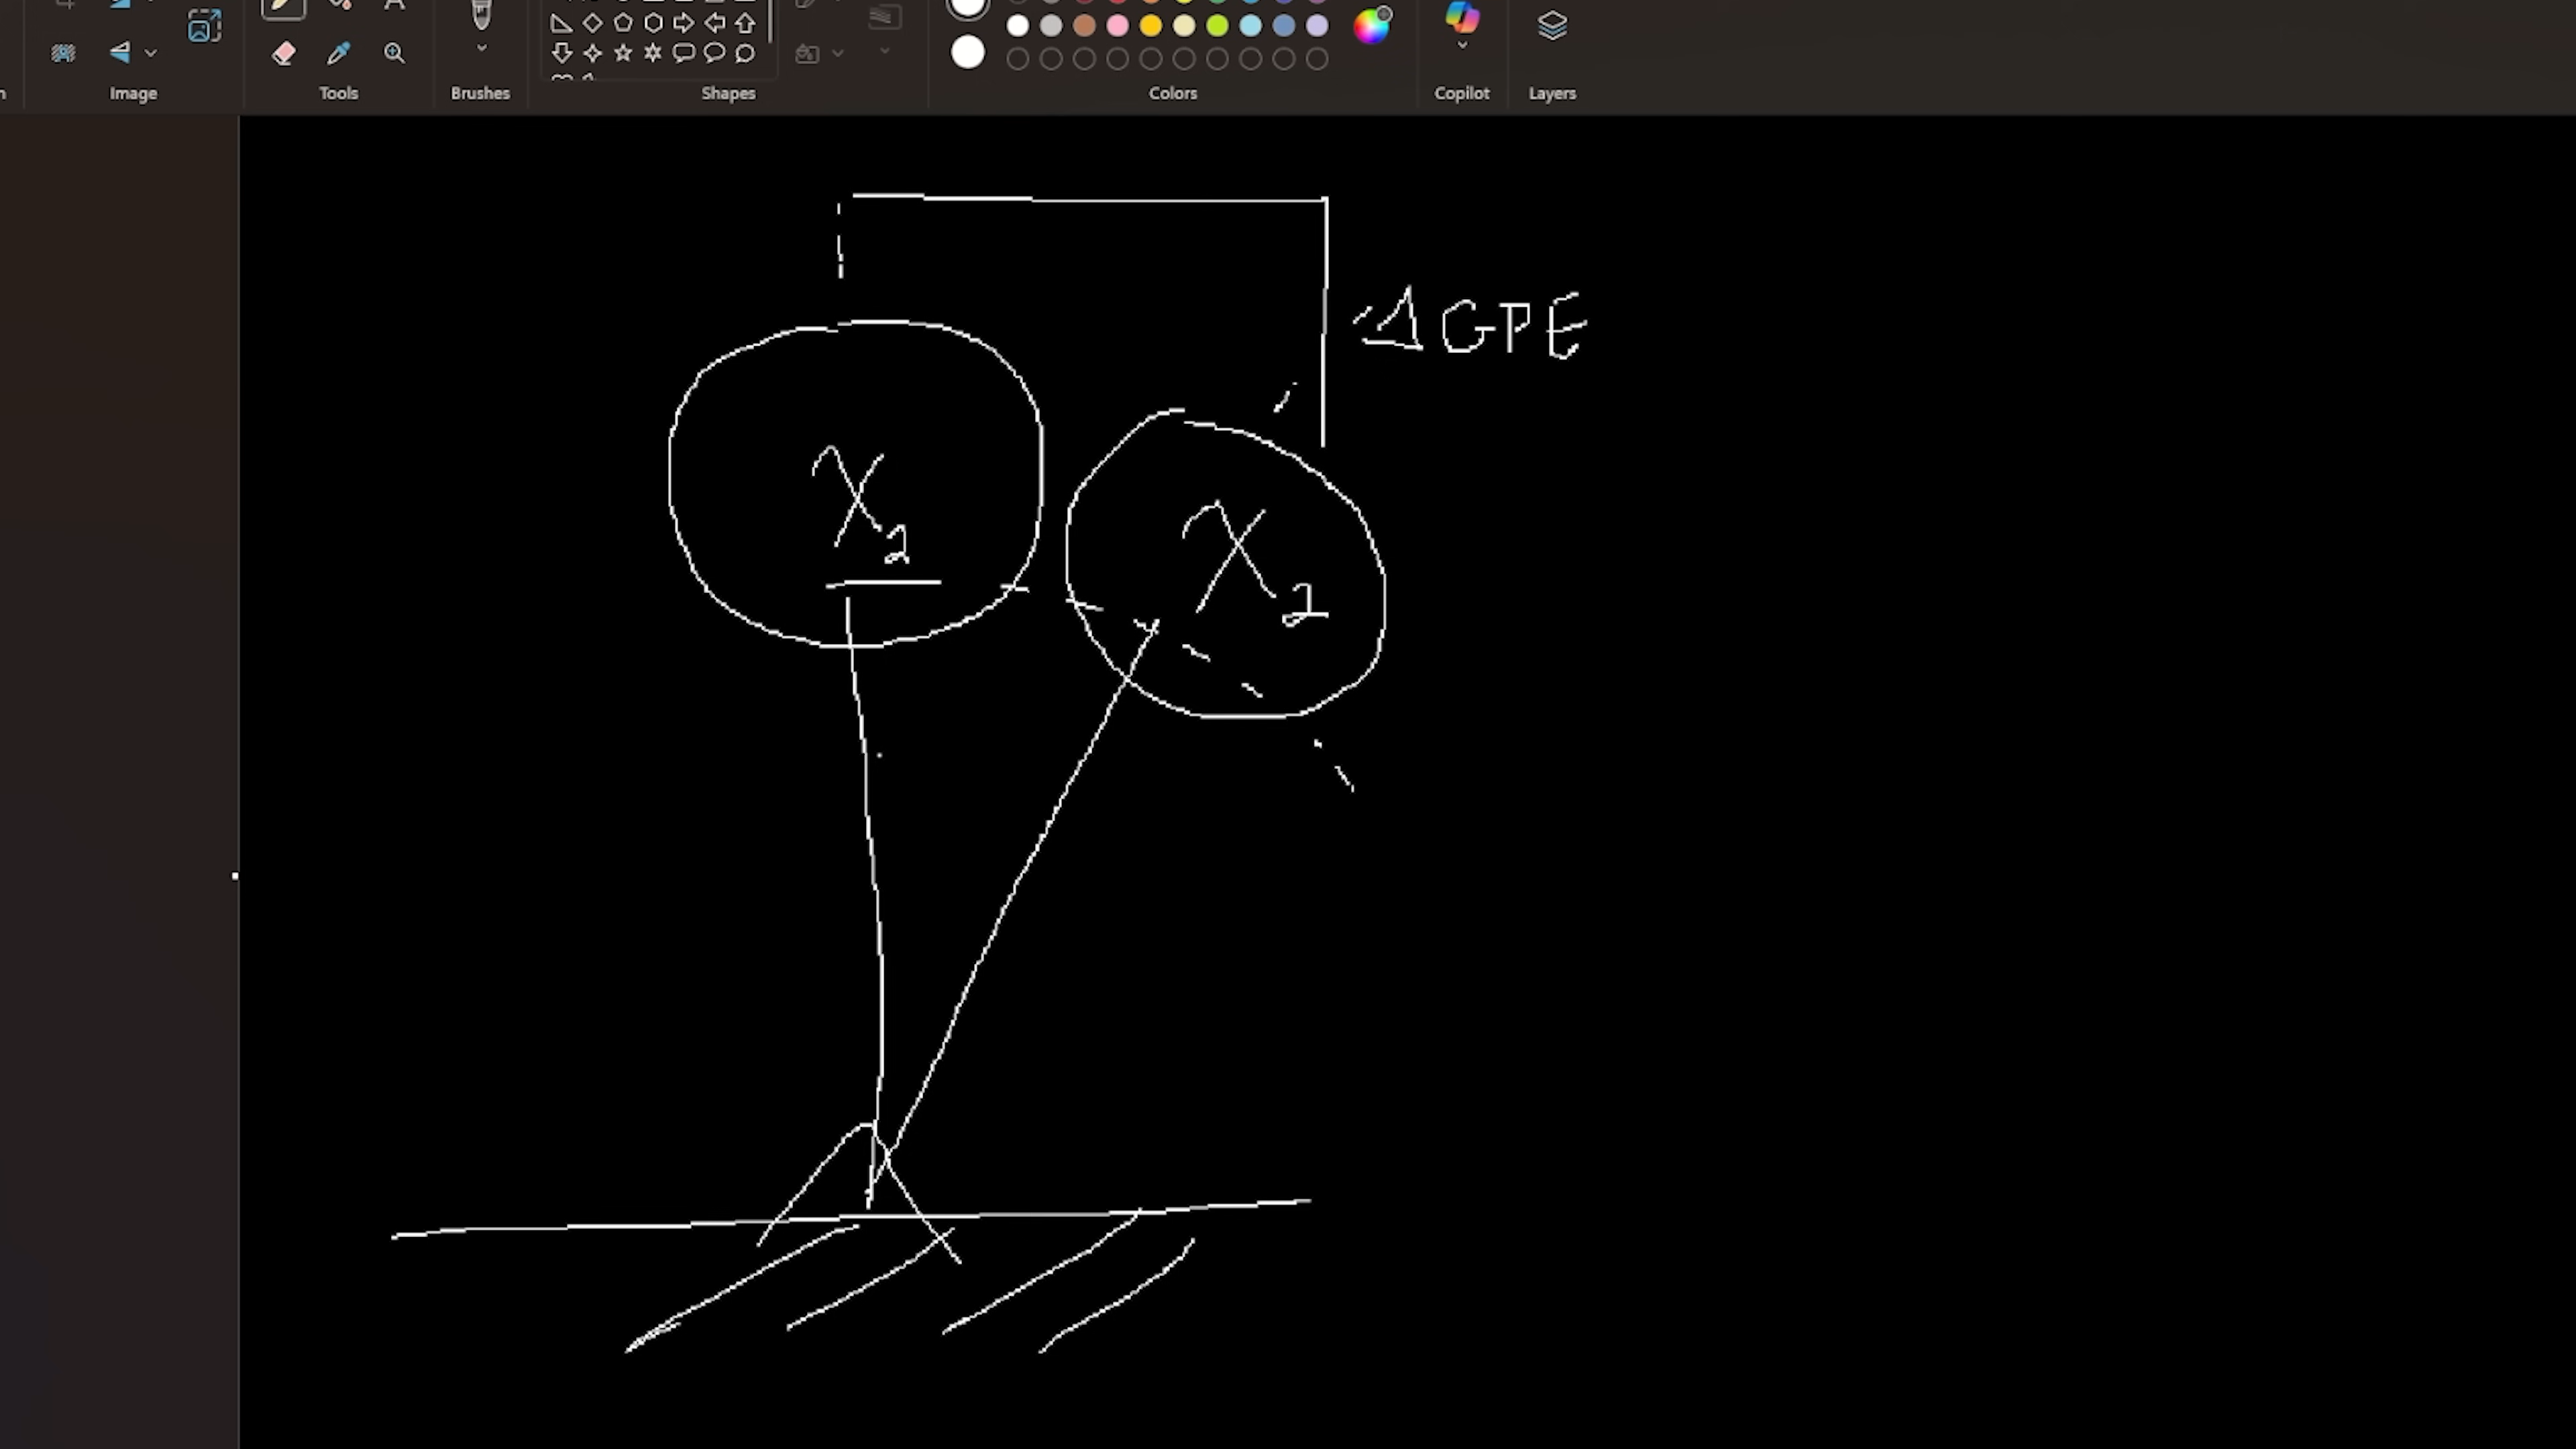 Image
Tools
Brushes
Shapes
Colors
Copilot
Layers
ΔGPE
X₂
X₂